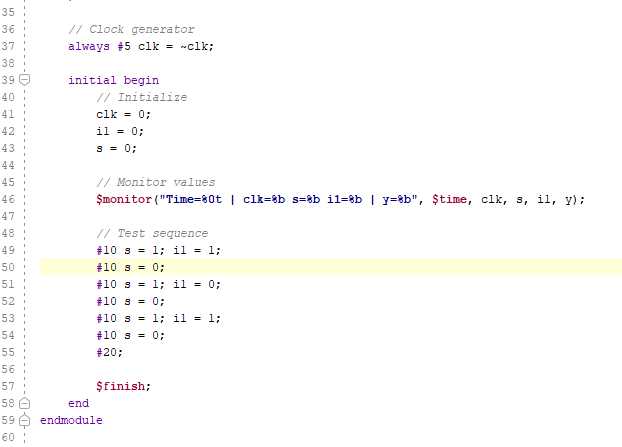 35
36 // Clock generator
37 always #5 clk = ~clk;
38
39 initial begin
40 // Initialize
41 clk = 0;
42 i1 = 0;
43 s = 0;
44
45 // Monitor values
46 $monitor("Time=%0t | clk=%b s=%b i1=%b | y=%b", $time, clk, s, i1, y);
47
48 // Test sequence
49 #10 s = 1; i1 = 1;
50 #10 s = 0;
51 #10 s = 1; i1 = 0;
52 #10 s = 0;
53 #10 s = 1; i1 = 1;
54 #10 s = 0;
55 #20;
56
57 $finish;
58 end
59 endmodule
60